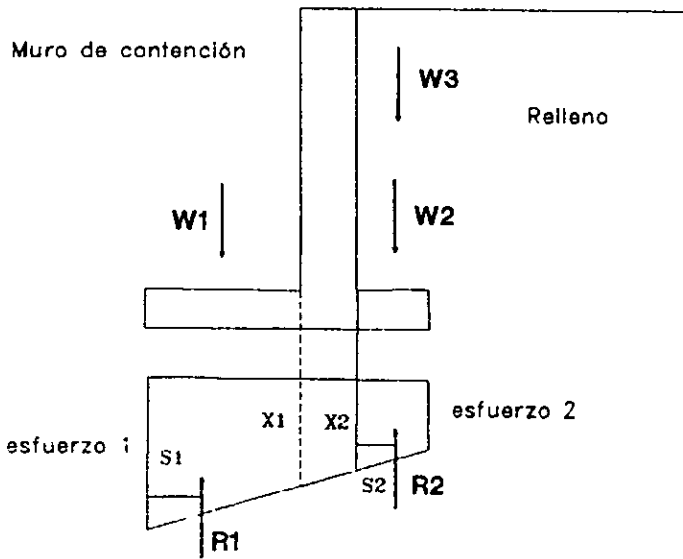 Muro de contención
W3
Relleno
W1
W2
X1
X2
esfuerzo 2
esfuerzo 1
S1
S2
R2
R1